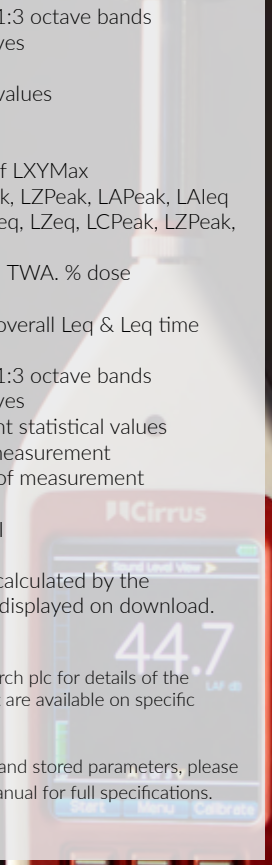 1:3 octave bands
ves
values
f LXYMax
k, LZPeak, LAPeak, LAleq
eq, LZeq, LCPeak, LZPeak,
TWA. % dose
overall Leq & Leq time
1:3 octave bands
ves
nt statistical values
measurement
of measurement
l
Cirrus
Sound Level View
calculated by the
displayed on download.
44.7
LAF dB
rch plc for details of the
are available on specific
and stored parameters, please
anual for full specifications.
Start Menu Calibrate